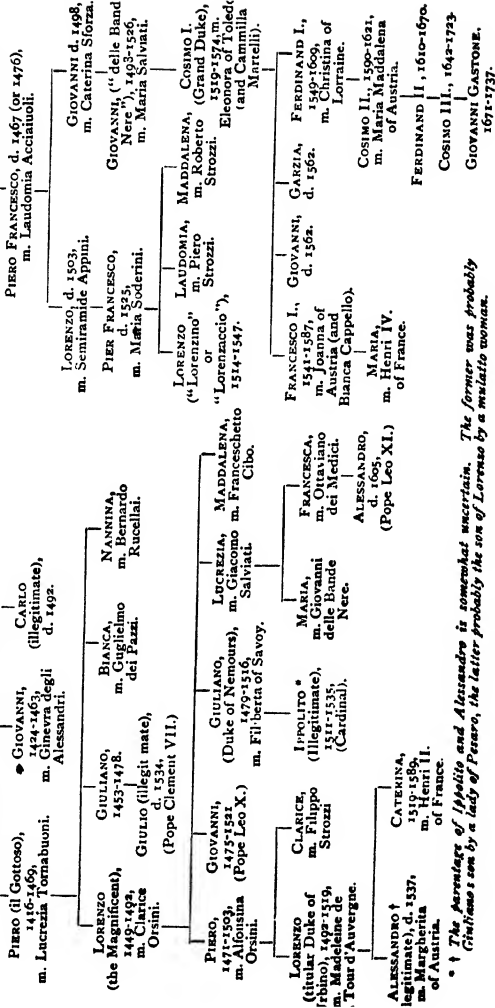 PIERO (il Gottoso),
1416-1469,
m. Lucrezia Tornabuoni.
GIOVANNI,
1424-1463,
m. Ginevra degli
Alessandri.
CARLO
(illegitimate),
d. 1492.
PIERO FRANCESCO, d. 1467 (or 1476),
m. Laudomia Acciaiuoli.
LORENZO
(the Magnificent),
1449-1492,
m. Clarice
Orsini.
GIULIANO,
1453-1478.
GIULIO (illegit mate),
d. 1534,
(Pope Clement VII.)
BIANCA,
m. Guglielmo
dei Pazzi.
NANNINA,
m. Bernardo
Rucellai.
LORENZO, d. 1503,
m. Semiramide Appini.
GIOVANNI d. 1498,
m. Caterina Sforza.
PIER FRANCESCO,
d. 1525,
m. Maria Soderini.
GIOVANNI, ("delle Band
Nere"), 1498-1526,
m. Maria Salviati.
PIERO,
1471-1503,
m. Alfonsina
Orsini.
GIOVANNI,
1475-1521
(Pope Leo X.)
GIULIANO,
(Duke of Nemours),
1479-1516,
m. Fil berta of Savoy.
LUCREZIA,
m. Giacomo
Salviati.
MADDALENA,
m. Franceschetto
Cibo.
LORENZO
("Lorenzino"
or
"Lorenzaccio"),
1514-1547.
LAUDOMIA,
m. Piero
Strozzi.
MADDALENA,
m. Roberto
Strozzi.
COSIMO I.
(Grand Duke),
1519-1574, m.
Eleonora of Toledo
(and Cammilla
Martelli).
LORENZO
(titular Duke of
rbino), 1492-1519,
m. Madeleine de
Tour d'Auvergne.
CLARICE,
m. Filippo
Strozzi
IPPOLITO *
(Illegitimate),
1511-1535,
(Cardinal).
MARIA,
m. Giovanni
delle Bande
Nere.
FRANCESCA,
m. Ottaviano
dei Medici.
ALESSANDRO,
d. 1605,
(Pope Leo XI.)
FRANCESCO I.,
1541-1587,
m. Joanna of
Austria (and
Bianca Cappello).
GIOVANNI,
d. 1562.
GARZIA,
d. 1562.
FERDINAND I.,
1549-1609,
m. Christina of
Lorraine.
MARIA,
m. Henri IV.
of France.
COSIMO II., 1590-1621,
m. Maria Maddalena
of Austria.
FERDINAND II, 1610-1670.
COSIMO III., 1642-1723.
GIOVANNI GASTONE,
1671-1737.
ALESSANDRO †
legitimate), d. 1537,
m. Margherita
of Austria.
CATERINA,
1519-1589,
m. Henri II.
of France.
* † The parentage of Ippolito and Alessandro is somewhat uncertain. The former was probably
Giuliano s son by a lady of Pesaro, the latter probably the son of Lorenzo by a mulatto woman.